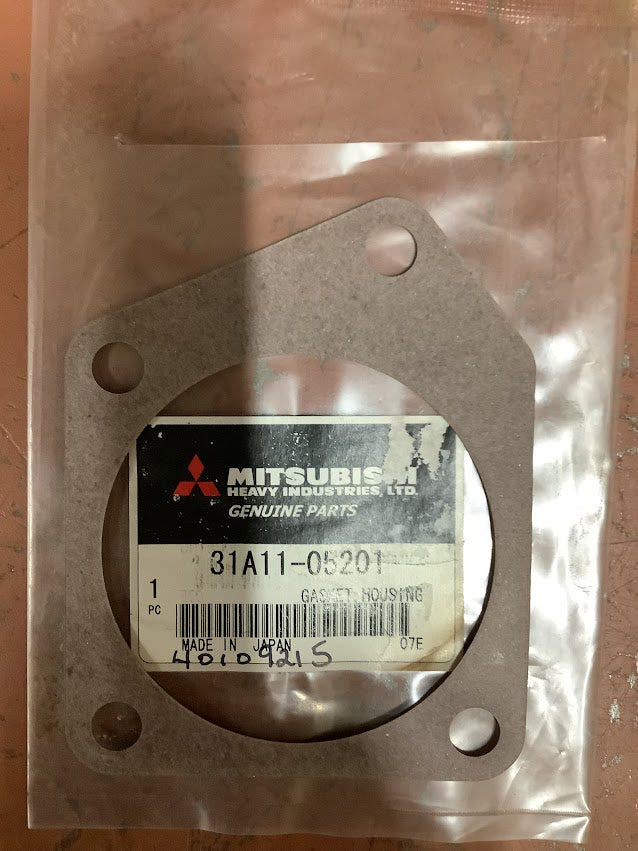 MITSUBISHI
HEAVY INDUSTRIES, LTD.
GENUINE PARTS
31A11-05201
1
PC
GASKET HOUSING
MADE IN JAPAN
07E
40109215